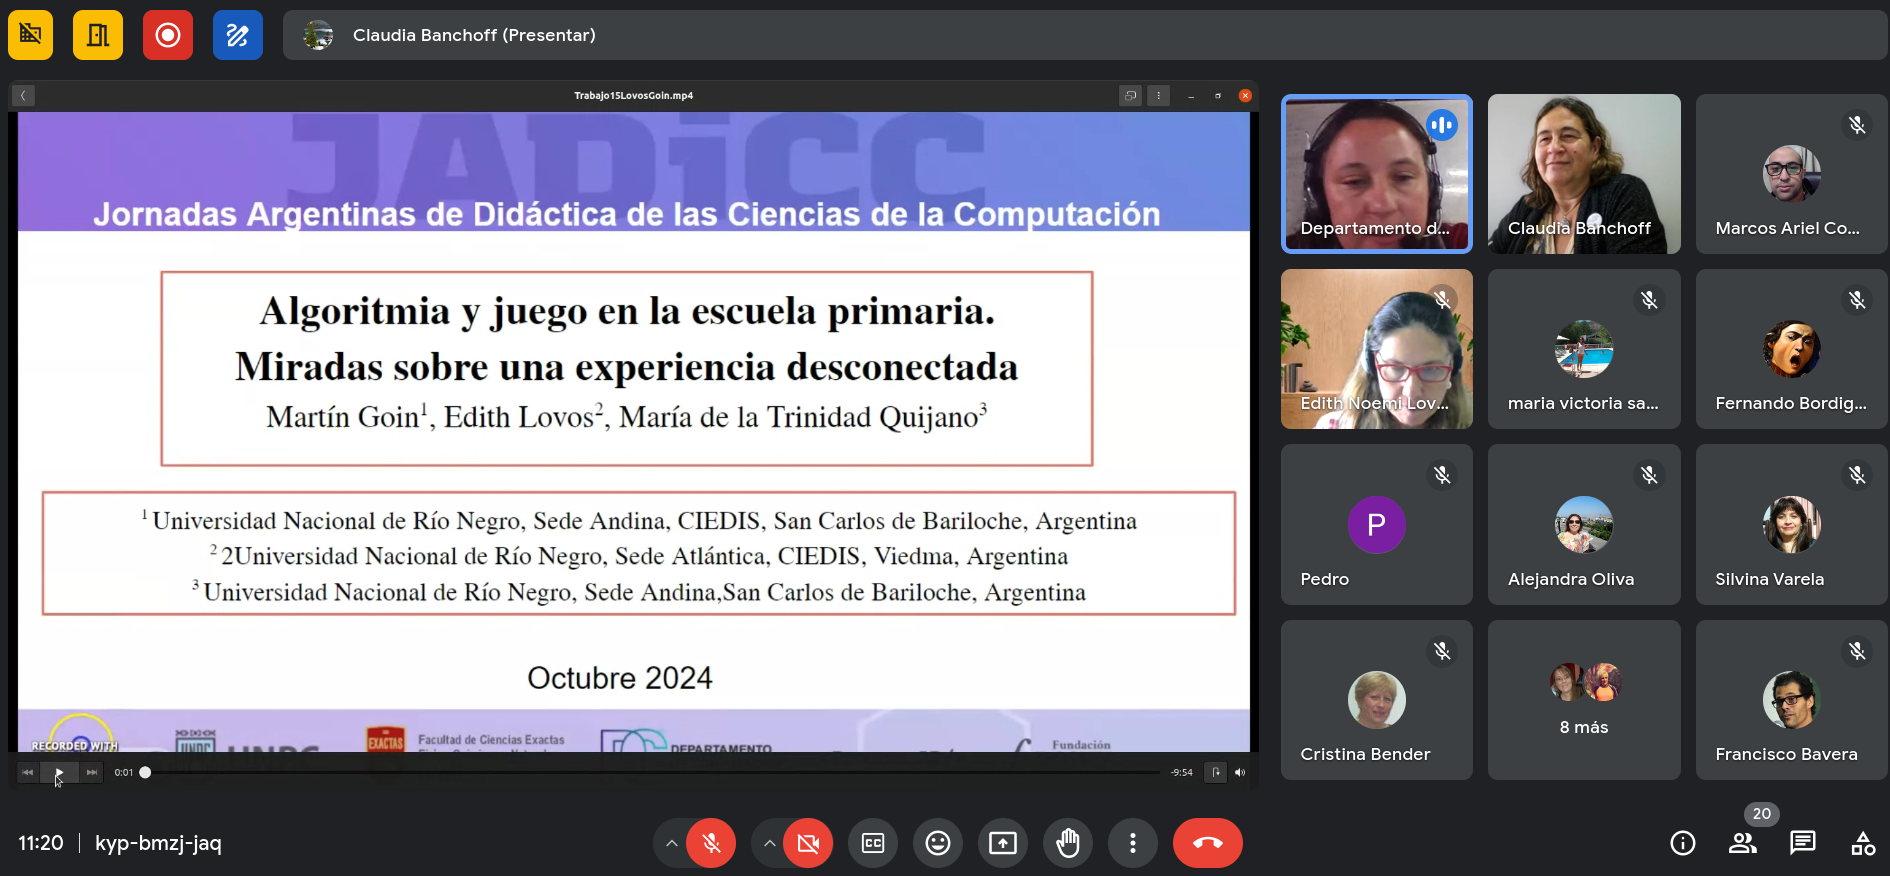 Claudia Banchoff (Presentar)
Trabajo15LovosGoin.mp4
JADiCC
Jornadas Argentinas de Didáctica de las Ciencias de la Computación
Algoritmia y juego en la escuela primaria.
Miradas sobre una experiencia desconectada
Martín Goin¹, Edith Lovos², María de la Trinidad Quijano³
¹ Universidad Nacional de Río Negro, Sede Andina, CIEDIS, San Carlos de Bariloche, Argentina
² 2Universidad Nacional de Río Negro, Sede Atlántica, CIEDIS, Viedma, Argentina
³ Universidad Nacional de Río Negro, Sede Andina,San Carlos de Bariloche, Argentina
Octubre 2024
RECORDED WITH
UNRC
EXACTAS
Facultad de Ciencias Exactas
DEPARTAMENTO
Fundación
0:01
-9:54
Departamento d...
Claudia Banchoff
Marcos Ariel Co...
Edith Noemi Lov...
maria victoria sa...
Fernando Bordig...
P
Pedro
Alejandra Oliva
Silvina Varela
Cristina Bender
8 más
Francisco Bavera
11:20
kyp-bmzj-jaq
CC
20